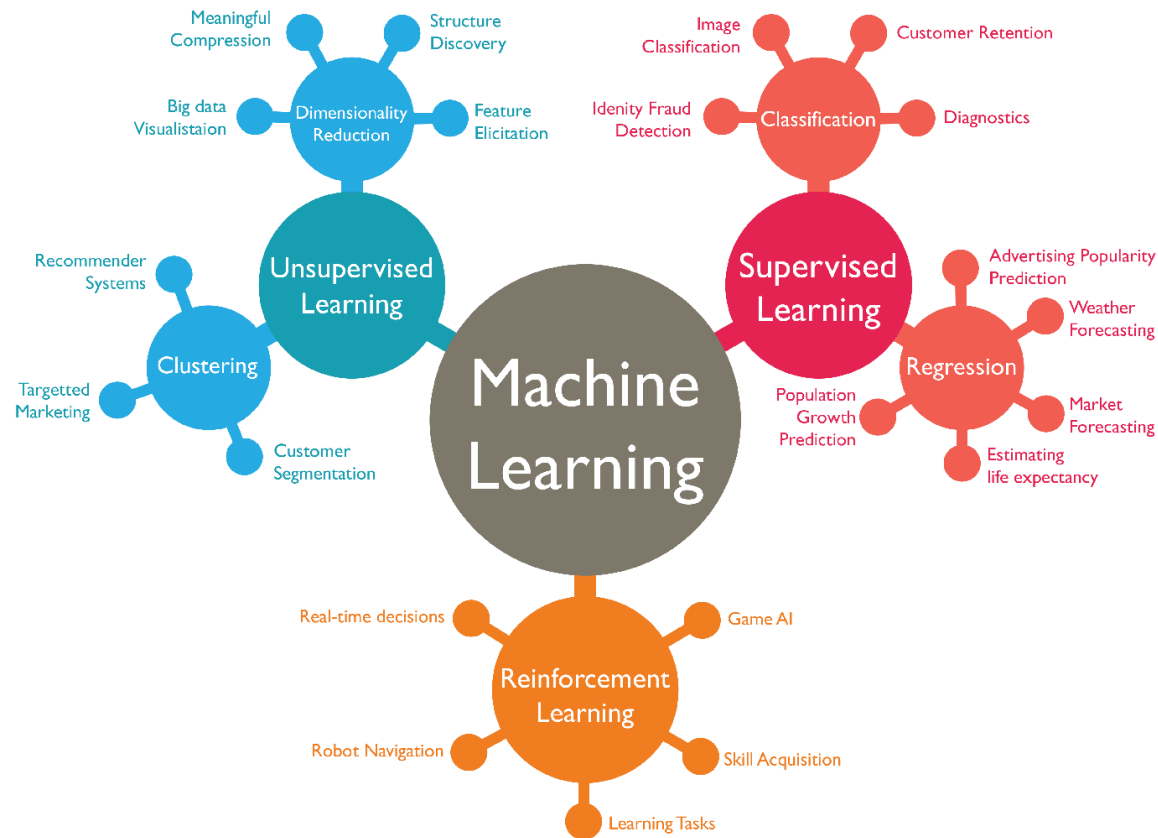 Meaningful
Compression
Structure
Discovery
Big data
Visualistaion
Dimensionality
Reduction
Feature
Elicitation
Image
Classification
Customer Retention
Idenity Fraud
Detection
Classification
Diagnostics
Unsupervised
Learning
Recommender
Systems
Clustering
Targetted
Marketing
Customer
Segmentation
Machine
Learning
Supervised
Learning
Advertising Popularity
Prediction
Weather
Forecasting
Regression
Population
Growth
Prediction
Market
Forecasting
Estimating
life expectancy
Real-time decisions
Game AI
Reinforcement
Learning
Robot Navigation
Skill Acquisition
Learning Tasks